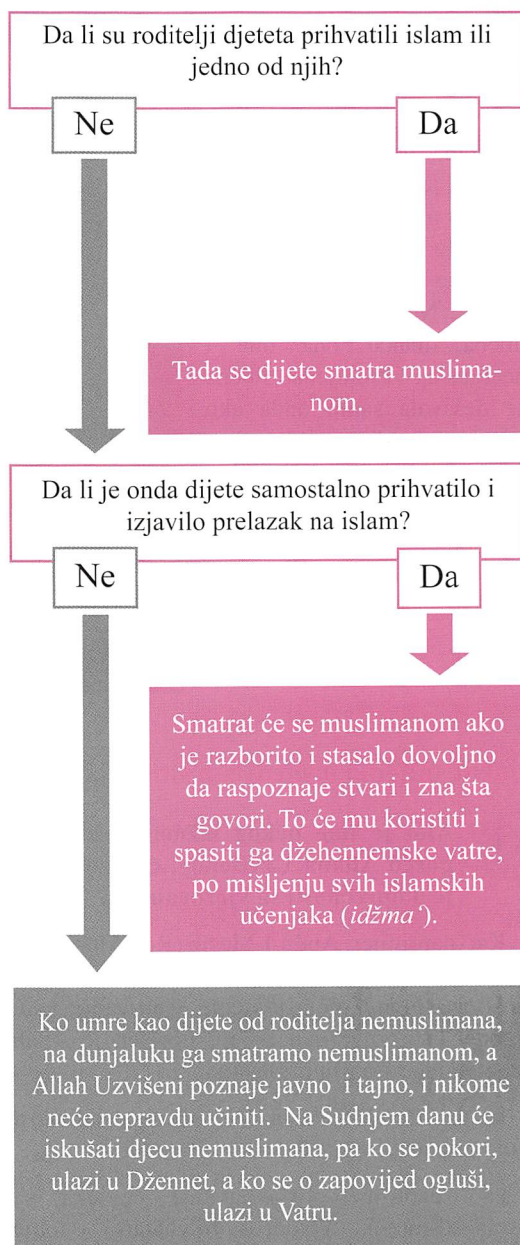 Da li su roditelji djeteta prihvatili islam ili
jedno od njih?
Ne
Da
Tada se dijete smatra muslima-
nom.
Da li je onda dijete samostalno prihvatilo i
izjavilo prelazak na islam?
Ne
Da
Smatrat će se muslimanom ako
je razborito i stasalo dovoljno
da raspoznaje stvari i zna šta
govori. To će mu koristiti i
spasiti ga džehennemske vatre,
po mišljenju svih islamskih
učenjaka (idžma‘).
Ko umre kao dijete od roditelja nemuslimana,
na dunjaluku ga smatramo nemuslimanom, a
Allah Uzvišeni poznaje javno i tajno, i nikome
neće nepravdu učiniti. Na Sudnjem danu će
iskušati djecu nemuslimana, pa ko se pokori,
ulazi u Džennet, a ko se o zapovijed ogluši,
ulazi u Vatru.